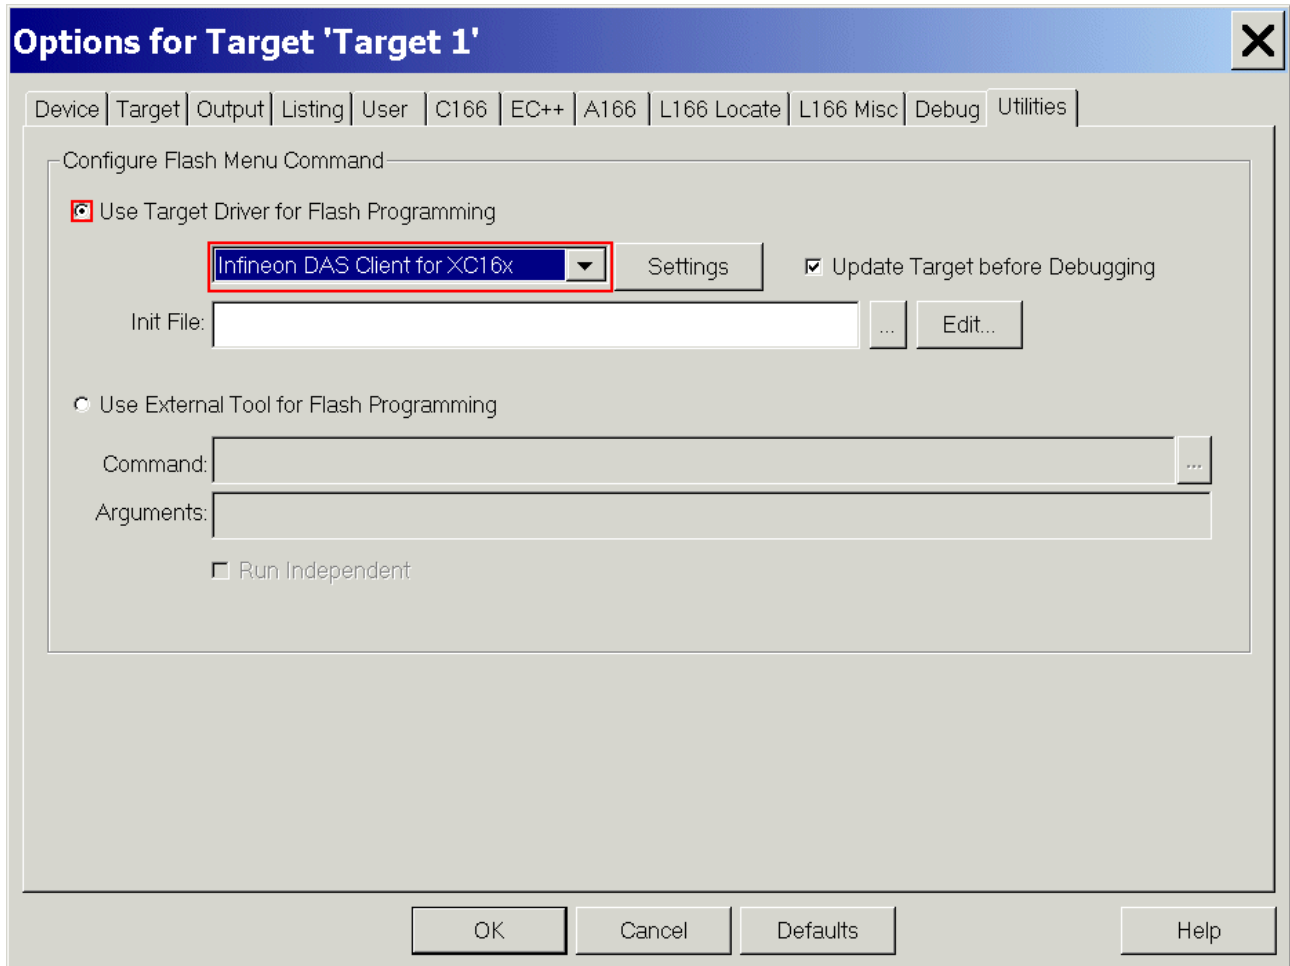 Options for Target 'Target 1'
Device Target Output Listing User C166 EC++ A166 L166 Locate L166 Misc Debug Utilities
Configure Flash Menu Command
Use Target Driver for Flash Programming
Infineon DAS Client for XC16x Settings Update Target before Debugging
Init File: ... Edit...
Use External Tool for Flash Programming
Command: ...
Arguments:
Run Independent
OK Cancel Defaults Help